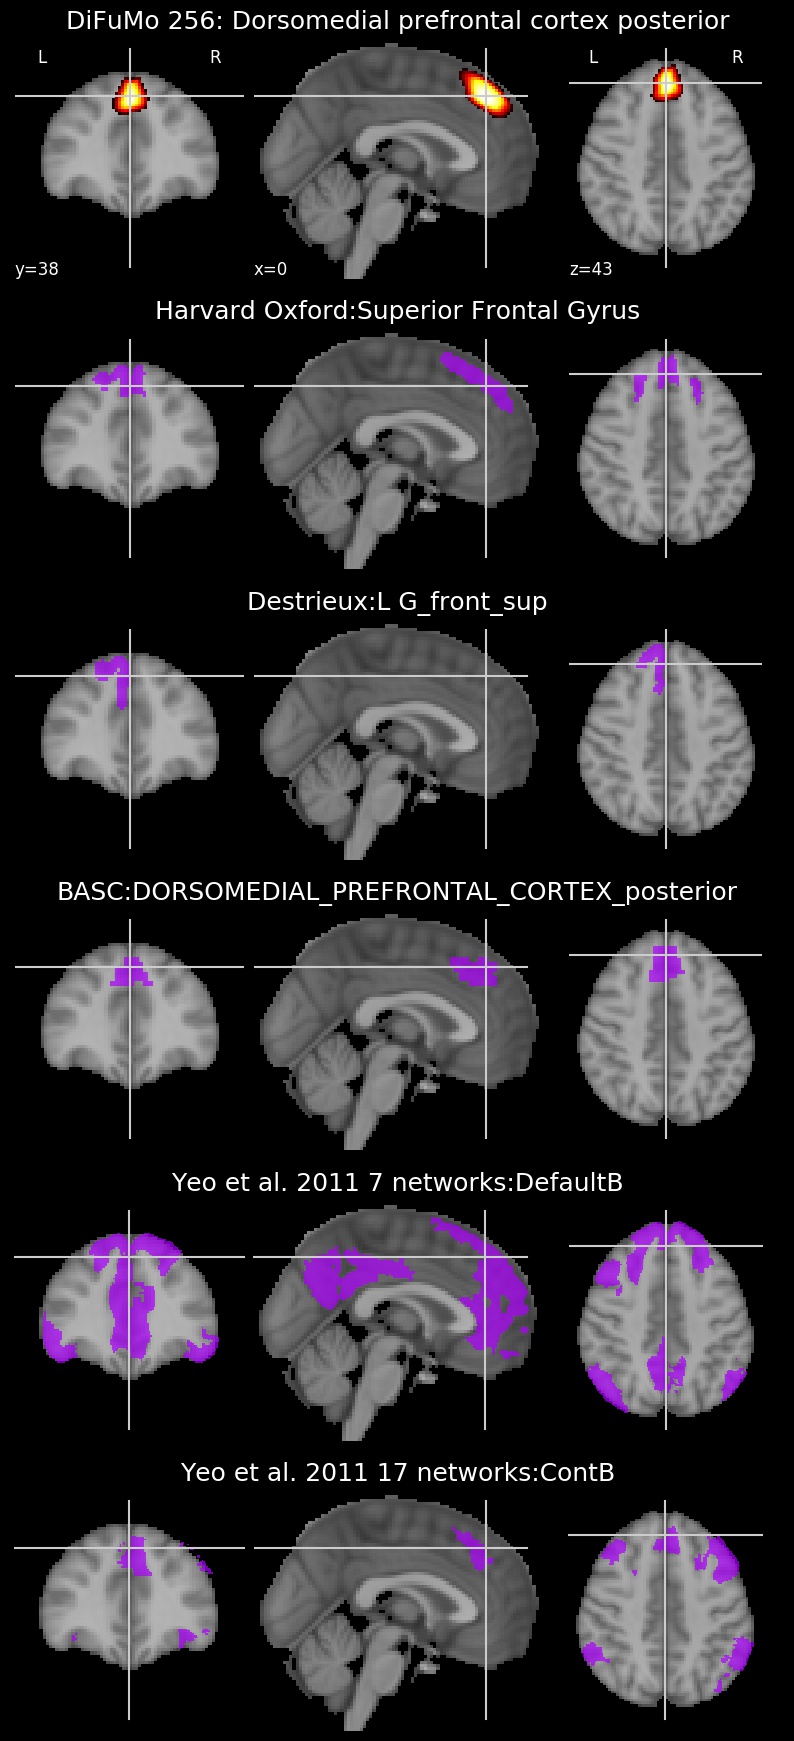 DiFuMo 256: Dorsomedial prefrontal cortex posterior
L R L R
y=38 x=0 z=43
Harvard Oxford:Superior Frontal Gyrus
Destrieux:L G_front_sup
BASC:DORSOMEDIAL_PREFRONTAL_CORTEX_posterior
Yeo et al. 2011 7 networks:DefaultB
Yeo et al. 2011 17 networks:ContB